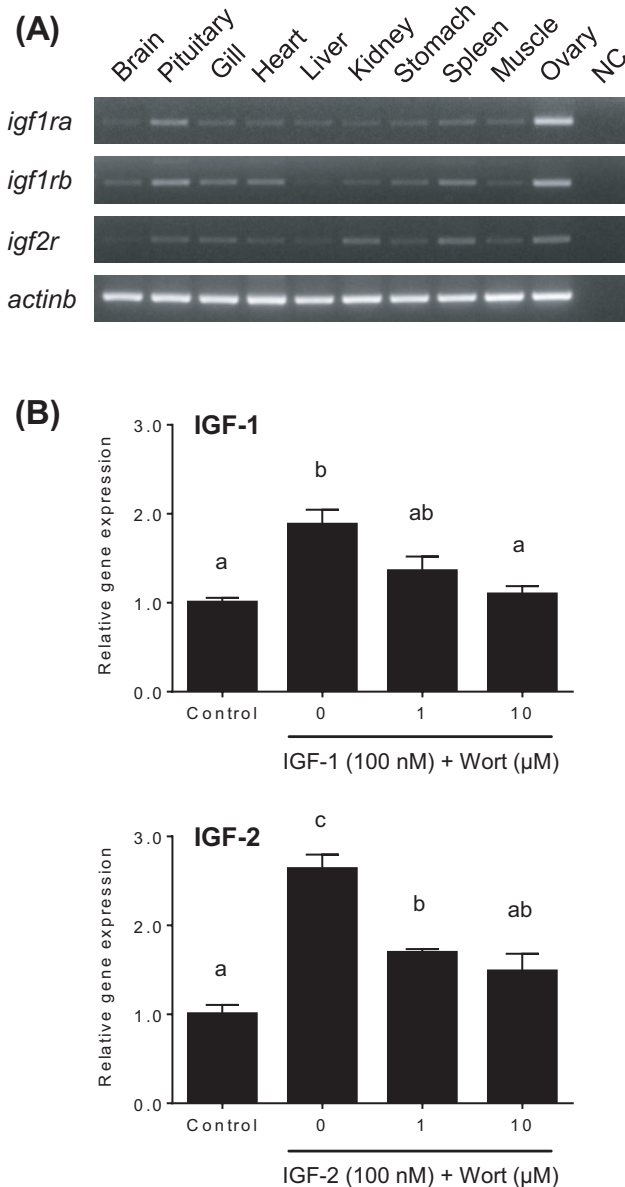 (A)
Brain Pituitary Gill Heart Liver Kidney Stomach Spleen Muscle Ovary NC
igf1ra
igf1rb
igf2r
actinb
(B)
IGF-1
Relative gene expression
3.0
2.0
1.0
0.0
a
b
ab
a
Control 0 1 10
IGF-1 (100 nM) + Wort (µM)
IGF-2
Relative gene expression
3.0
2.0
1.0
0.0
a
c
b
ab
Control 0 1 10
IGF-2 (100 nM) + Wort (µM)